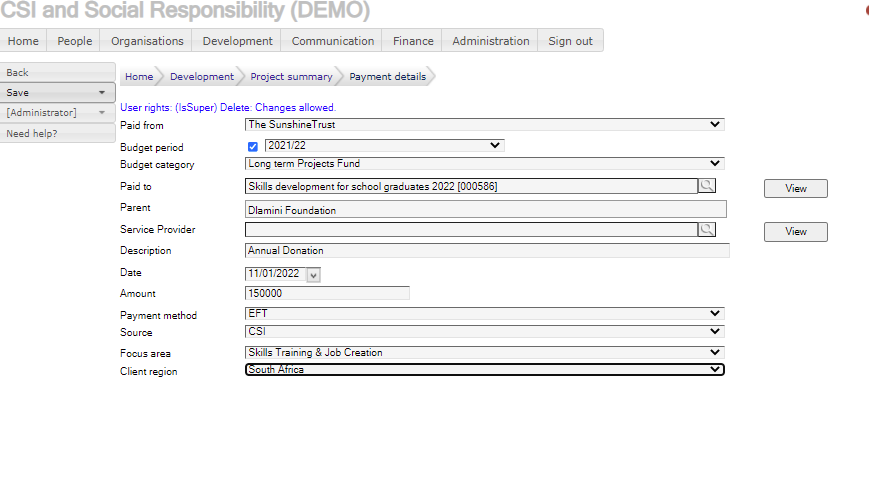 CSI and Social Responsibility (DEMO)
Home People Organisations Development Communication Finance Administration Sign out
Back
Save
[Administrator]
Need help?
Home Development Project summary Payment details
User rights: (IsSuper) Delete: Changes allowed.
Paid from The SunshineTrust
Budget period 2021/22
Budget category Long term Projects Fund
Paid to Skills development for school graduates 2022 [000586] View
Parent Dlamini Foundation
Service Provider View
Description Annual Donation
Date 11/01/2022
Amount 150000
Payment method EFT
Source CSI
Focus area Skills Training & Job Creation
Client region South Africa